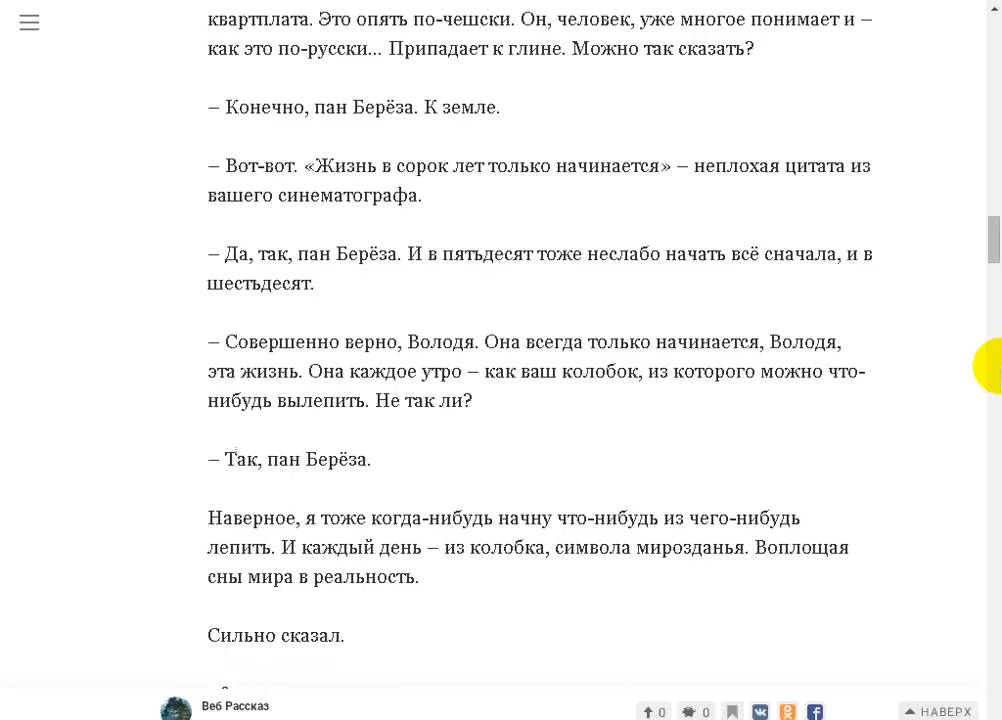 квартплата. Это опять по-чешски. Он, человек, уже многое понимает и –
как это по-русски... Припадает к глине. Можно так сказать?
– Конечно, пан Берёза. К земле.
– Вот-вот. «Жизнь в сорок лет только начинается» – неплохая цитата из
вашего синематографа.
– Да, так, пан Берёза. И в пятьдесят тоже неслабо начать всё сначала, и в
шестьдесят.
– Совершенно верно, Володя. Она всегда только начинается, Володя,
эта жизнь. Она каждое утро – как ваш колобок, из которого можно что-
нибудь вылепить. Не так ли?
– Так, пан Берёза.
Наверное, я тоже когда-нибудь начну что-нибудь из чего-нибудь
лепить. И каждый день – из колобка, символа мирозданья. Воплощая
сны мира в реальность.
Сильно сказал.
Веб Рассказ
0 0 НАВЕРХ